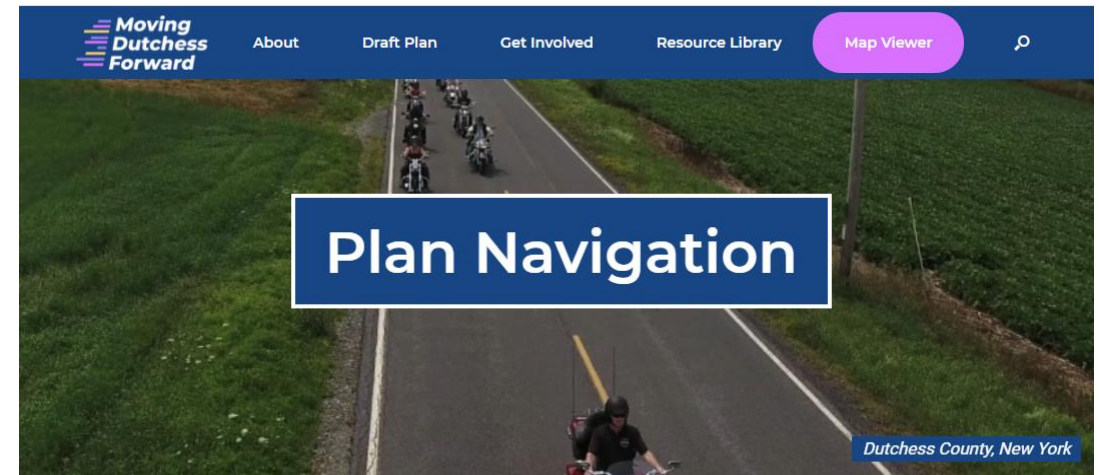 Moving
Dutchess
Forward
About Draft Plan Get Involved Resource Library Map Viewer
Plan Navigation
Dutchess County, New York